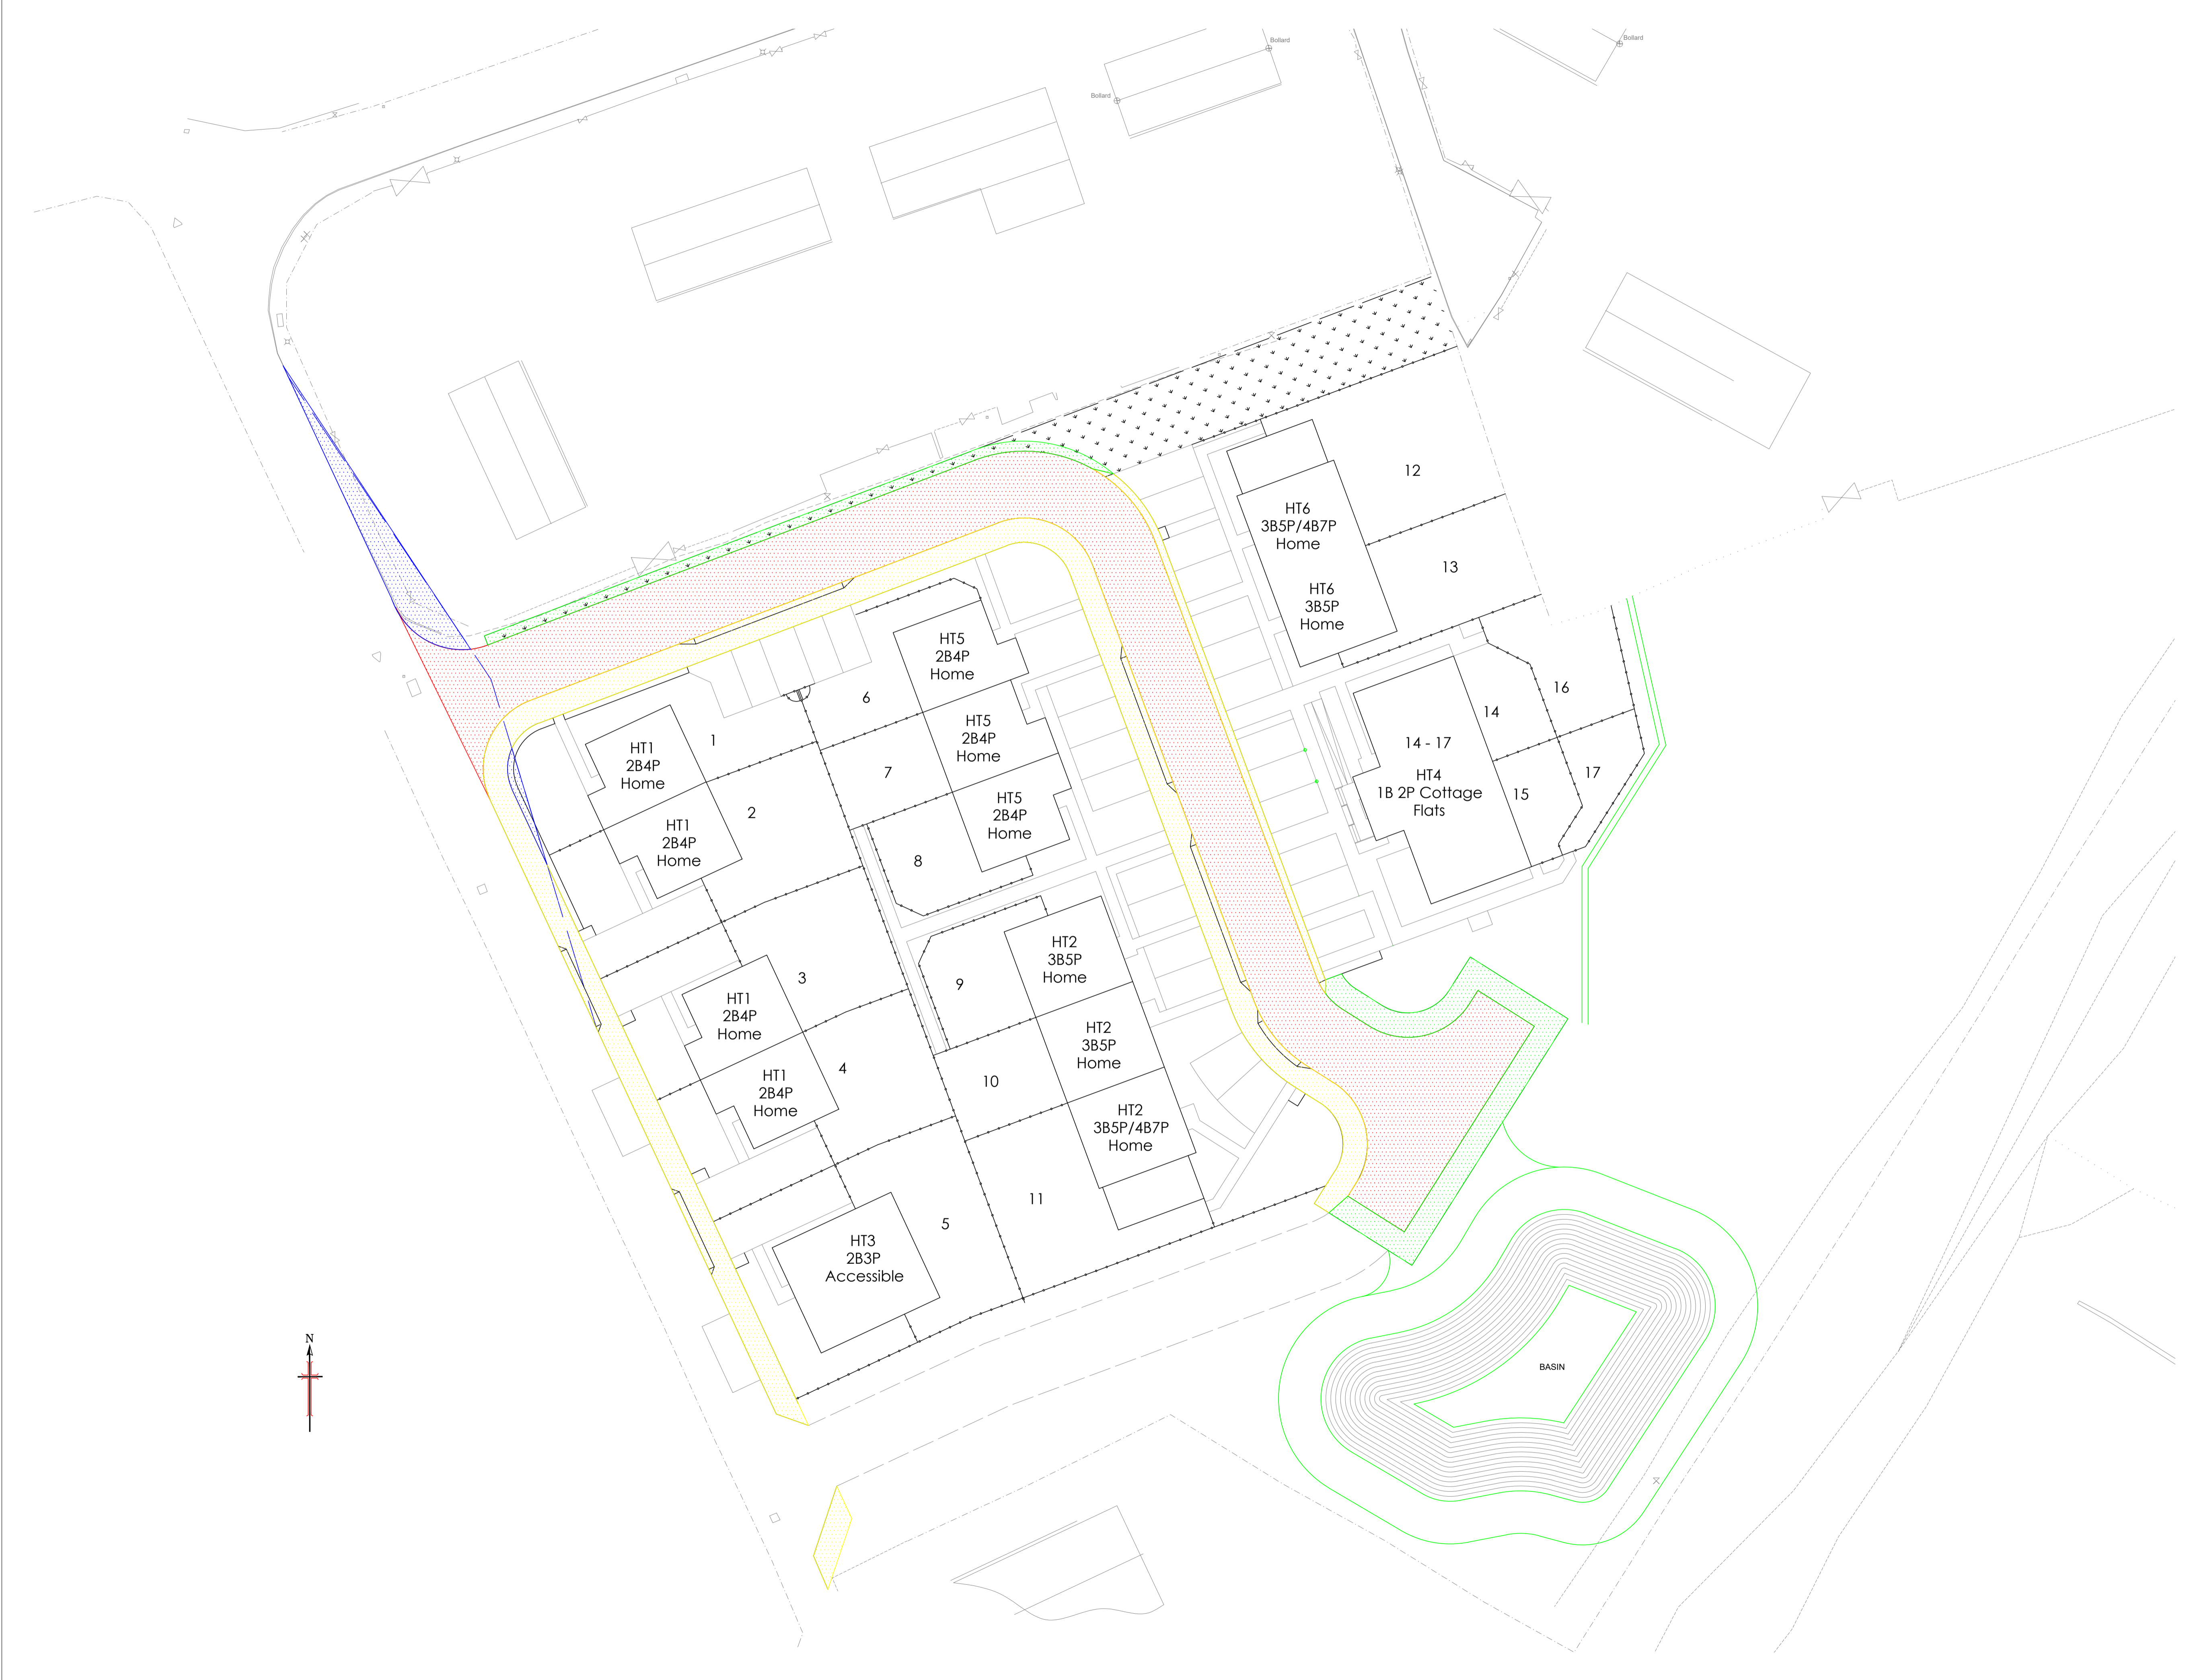 Bollard
Bollard
Bollard
12
HT6
3B5P/4B7P
Home
13
HT6
3B5P
Home
HT5
2B4P
Home
6
16
14
1
HT1
2B4P
Home
HT5
2B4P
Home
14 - 17
7
17
HT4
1B 2P Cottage
Flats
15
2
HT5
2B4P
Home
HT1
2B4P
Home
8
HT2
3B5P
Home
3
9
HT1
2B4P
Home
HT2
3B5P
Home
4
10
HT1
2B4P
Home
HT2
3B5P/4B7P
Home
11
5
HT3
2B3P
Accessible
N
BASIN